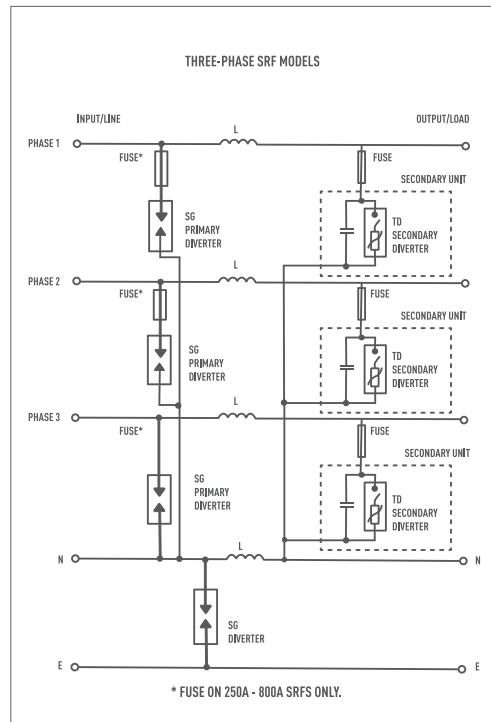 THREE-PHASE SRF MODELS
INPUT/LINE
OUTPUT/LOAD
L
PHASE 1
FUSE*
FUSE
SECONDARY UNIT
SG
PRIMARY
DIVERTER
TD
SECONDARY
DIVERTER
PHASE 2
L
FUSE*
FUSE
SECONDARY UNIT
SG
PRIMARY
DIVERTER
TD
SECONDARY
DIVERTER
PHASE 3
L
FUSE*
FUSE
SECONDARY UNIT
SG
PRIMARY
DIVERTER
TD
SECONDARY
DIVERTER
L
N
N
SG
DIVERTER
E
E
* FUSE ON 250A - 800A SRFS ONLY.